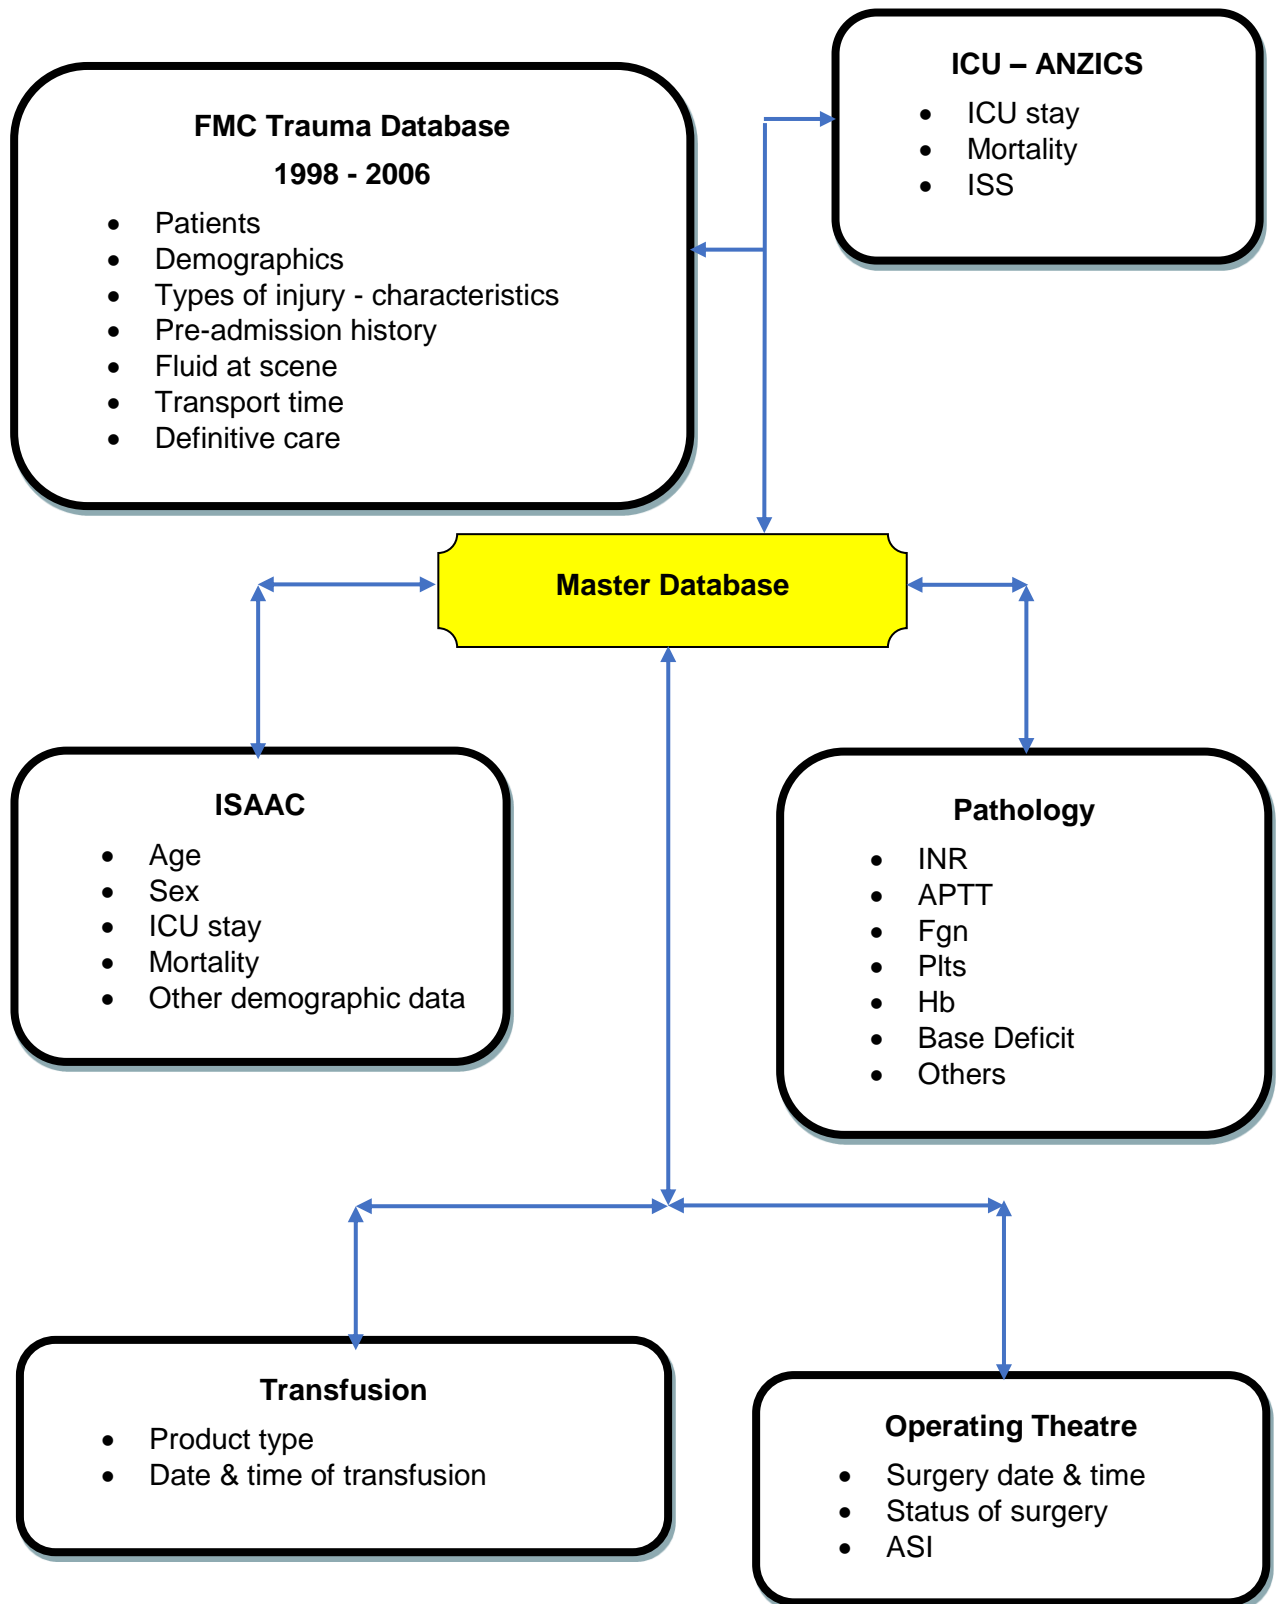 FMC Trauma Database
1998 - 2006
• Patients
• Demographics
• Types of injury - characteristics
• Pre-admission history
• Fluid at scene
• Transport time
• Definitive care
ICU – ANZICS
• ICU stay
• Mortality
• ISS
Master Database
ISAAC
• Age
• Sex
• ICU stay
• Mortality
• Other demographic data
Pathology
• INR
• APTT
• Fgn
• Plts
• Hb
• Base Deficit
• Others
Transfusion
• Product type
• Date & time of transfusion
Operating Theatre
• Surgery date & time
• Status of surgery
• ASI